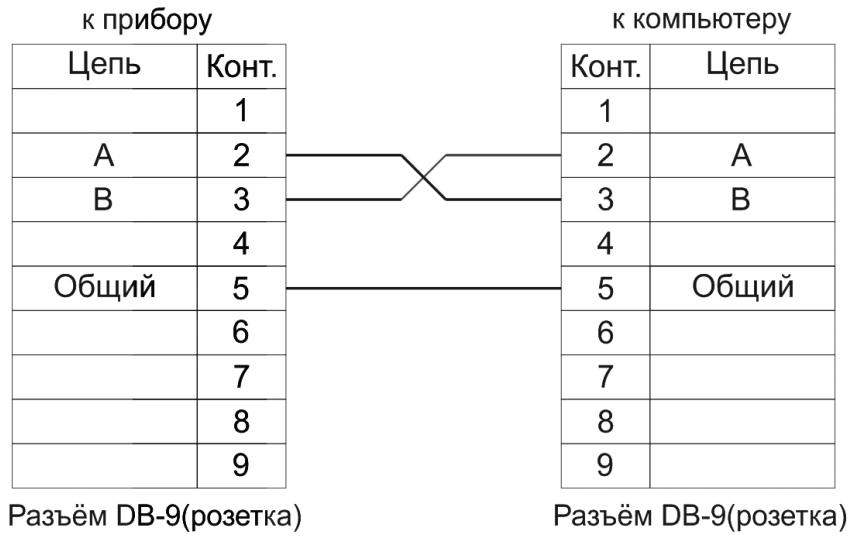 к прибору
Цепь Конт.
1
A 2
B 3
4
Общий 5
6
7
8
9
Разъём DB-9(розетка)
к компьютеру
Конт. Цепь
1
2 A
3 B
4
5 Общий
6
7
8
9
Разъём DB-9(розетка)